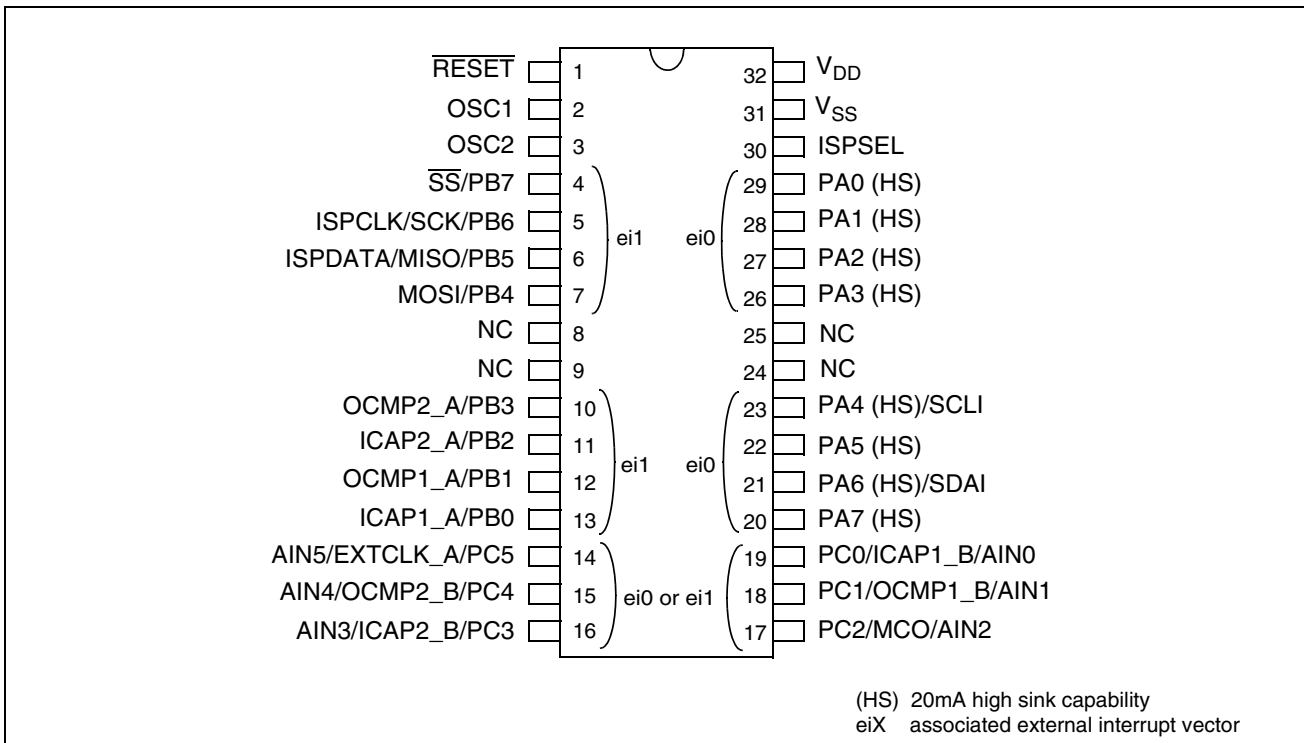 RESET 1 32 VDD
OSC1 2 31 VSS
OSC2 3 30 ISPSEL
SS/PB7 4 29 PA0 (HS)
ISPCLK/SCK/PB6 5 28 PA1 (HS)
ei1 ei0
ISPDATA/MISO/PB5 6 27 PA2 (HS)
MOSI/PB4 7 26 PA3 (HS)
NC 8 25 NC
NC 9 24 NC
OCMP2_A/PB3 10 23 PA4 (HS)/SCLI
ICAP2_A/PB2 11 22 PA5 (HS)
ei1 ei0
OCMP1_A/PB1 12 21 PA6 (HS)/SDAI
ICAP1_A/PB0 13 20 PA7 (HS)
AIN5/EXTCLK_A/PC5 14 19 PC0/ICAP1_B/AIN0
AIN4/OCMP2_B/PC4 15 ei0 or ei1 18 PC1/OCMP1_B/AIN1
AIN3/ICAP2_B/PC3 16 17 PC2/MCO/AIN2
(HS) 20mA high sink capability
eiX associated external interrupt vector